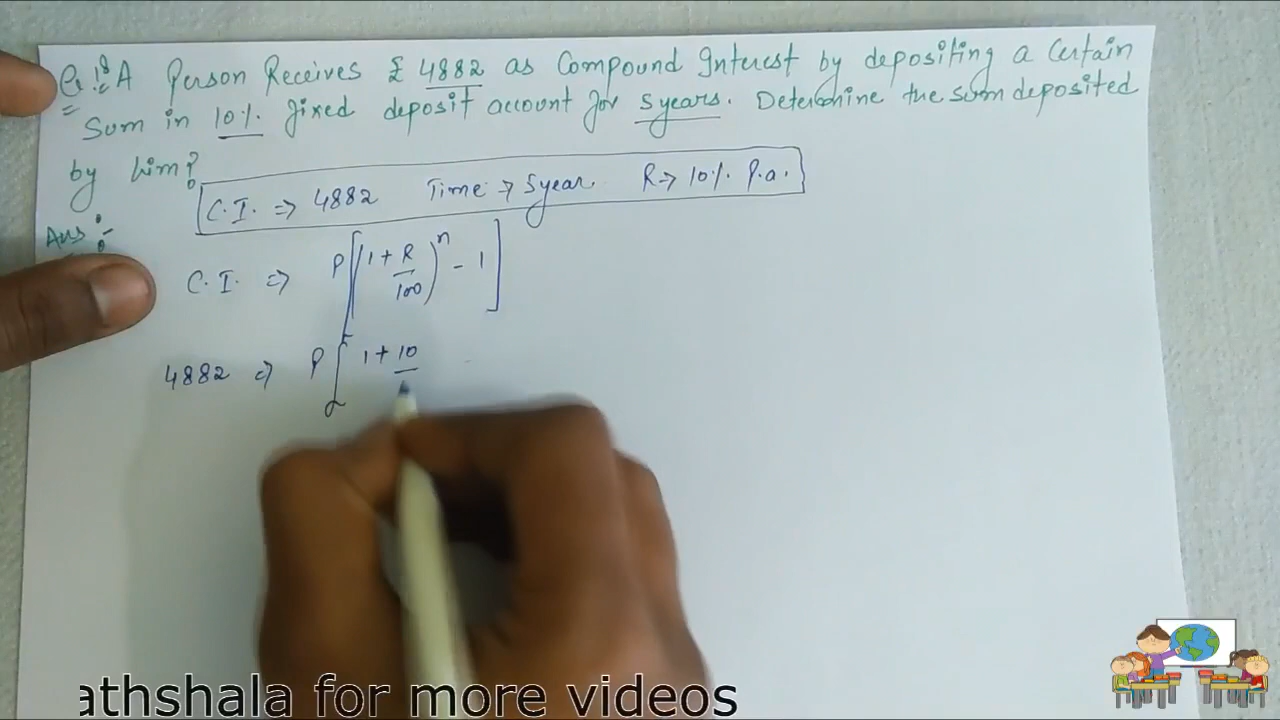 Q.18 A Person Receives ₹ 4882 as Compound Interest by depositing a Certain
Sum in 10% fixed deposit account for 5 years. Determine the sum deposited
by him?
C.I. => 4882 Time -> 5 year. R -> 10% P.a.
Ans:-
C.I. => P[(1 + R/100)^n - 1]
4882 => P[1 + 10
athshala for more videos